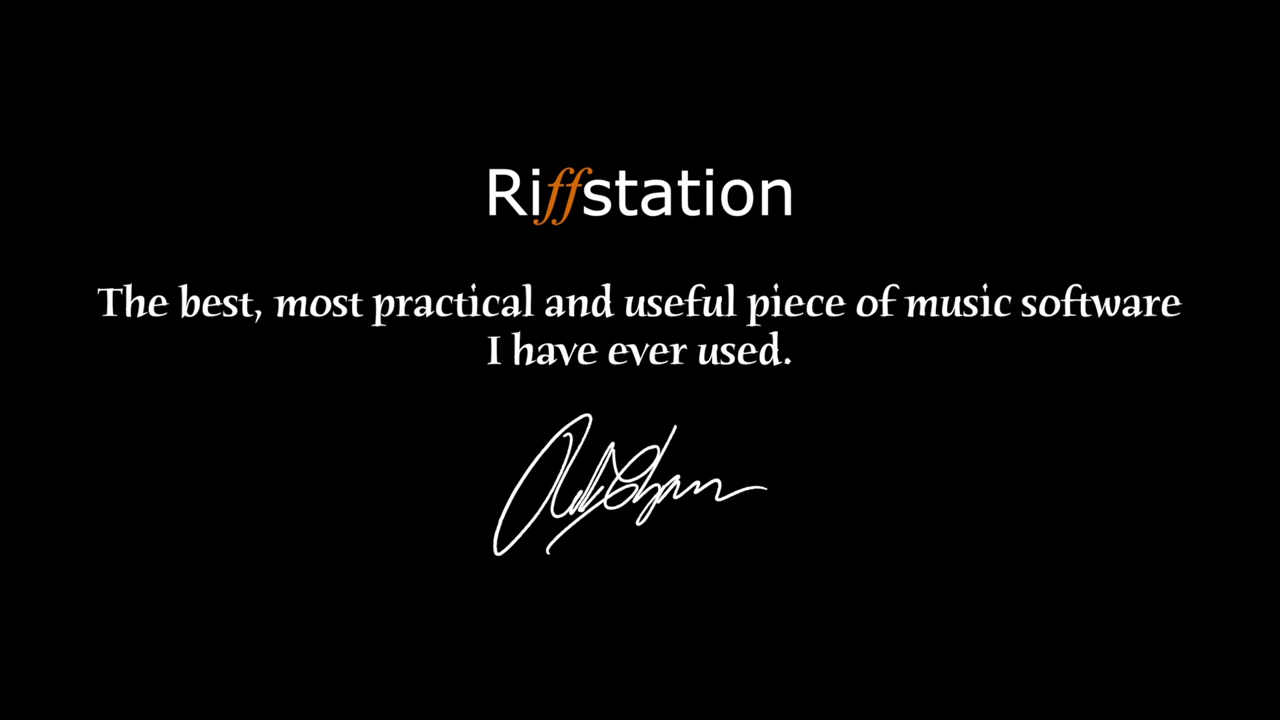 Riffstation
The best, most practical and useful piece of music software
I have ever used.